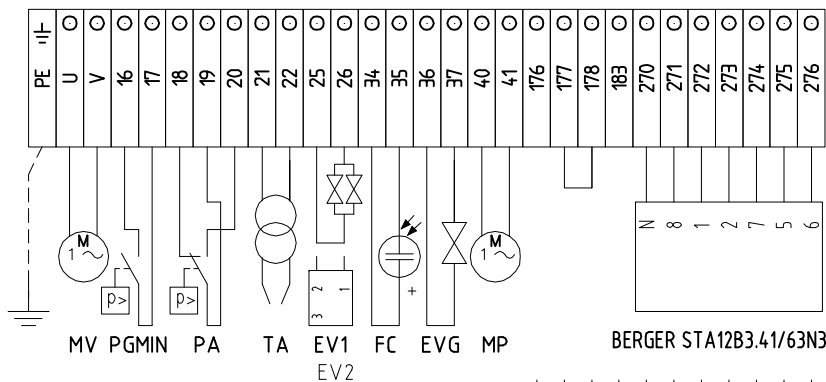 PE U V 16 17 18 19 20 21 22 25 26 34 35 36 37 40 41 176 177 178 183 270 271 272 273 274 275 276
N 8 1 2 7 5 6
M
1
M
1
2 1
3
+
p>
p>
MV PGMIN PA TA EV1 FC EVG MP BERGER STA12B3.41/63N3
EV2